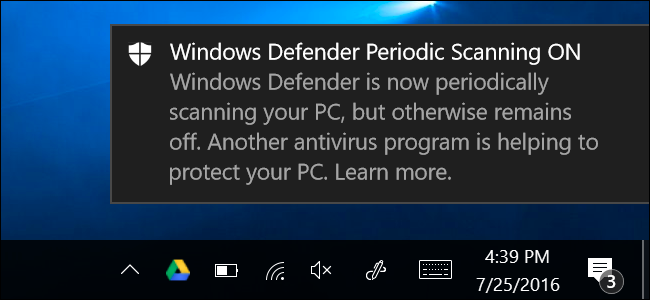 Windows Defender Periodic Scanning ON
Windows Defender is now periodically
scanning your PC, but otherwise remains
off. Another antivirus program is helping to
protect your PC. Learn more.
4:39 PM
7/25/2016
3